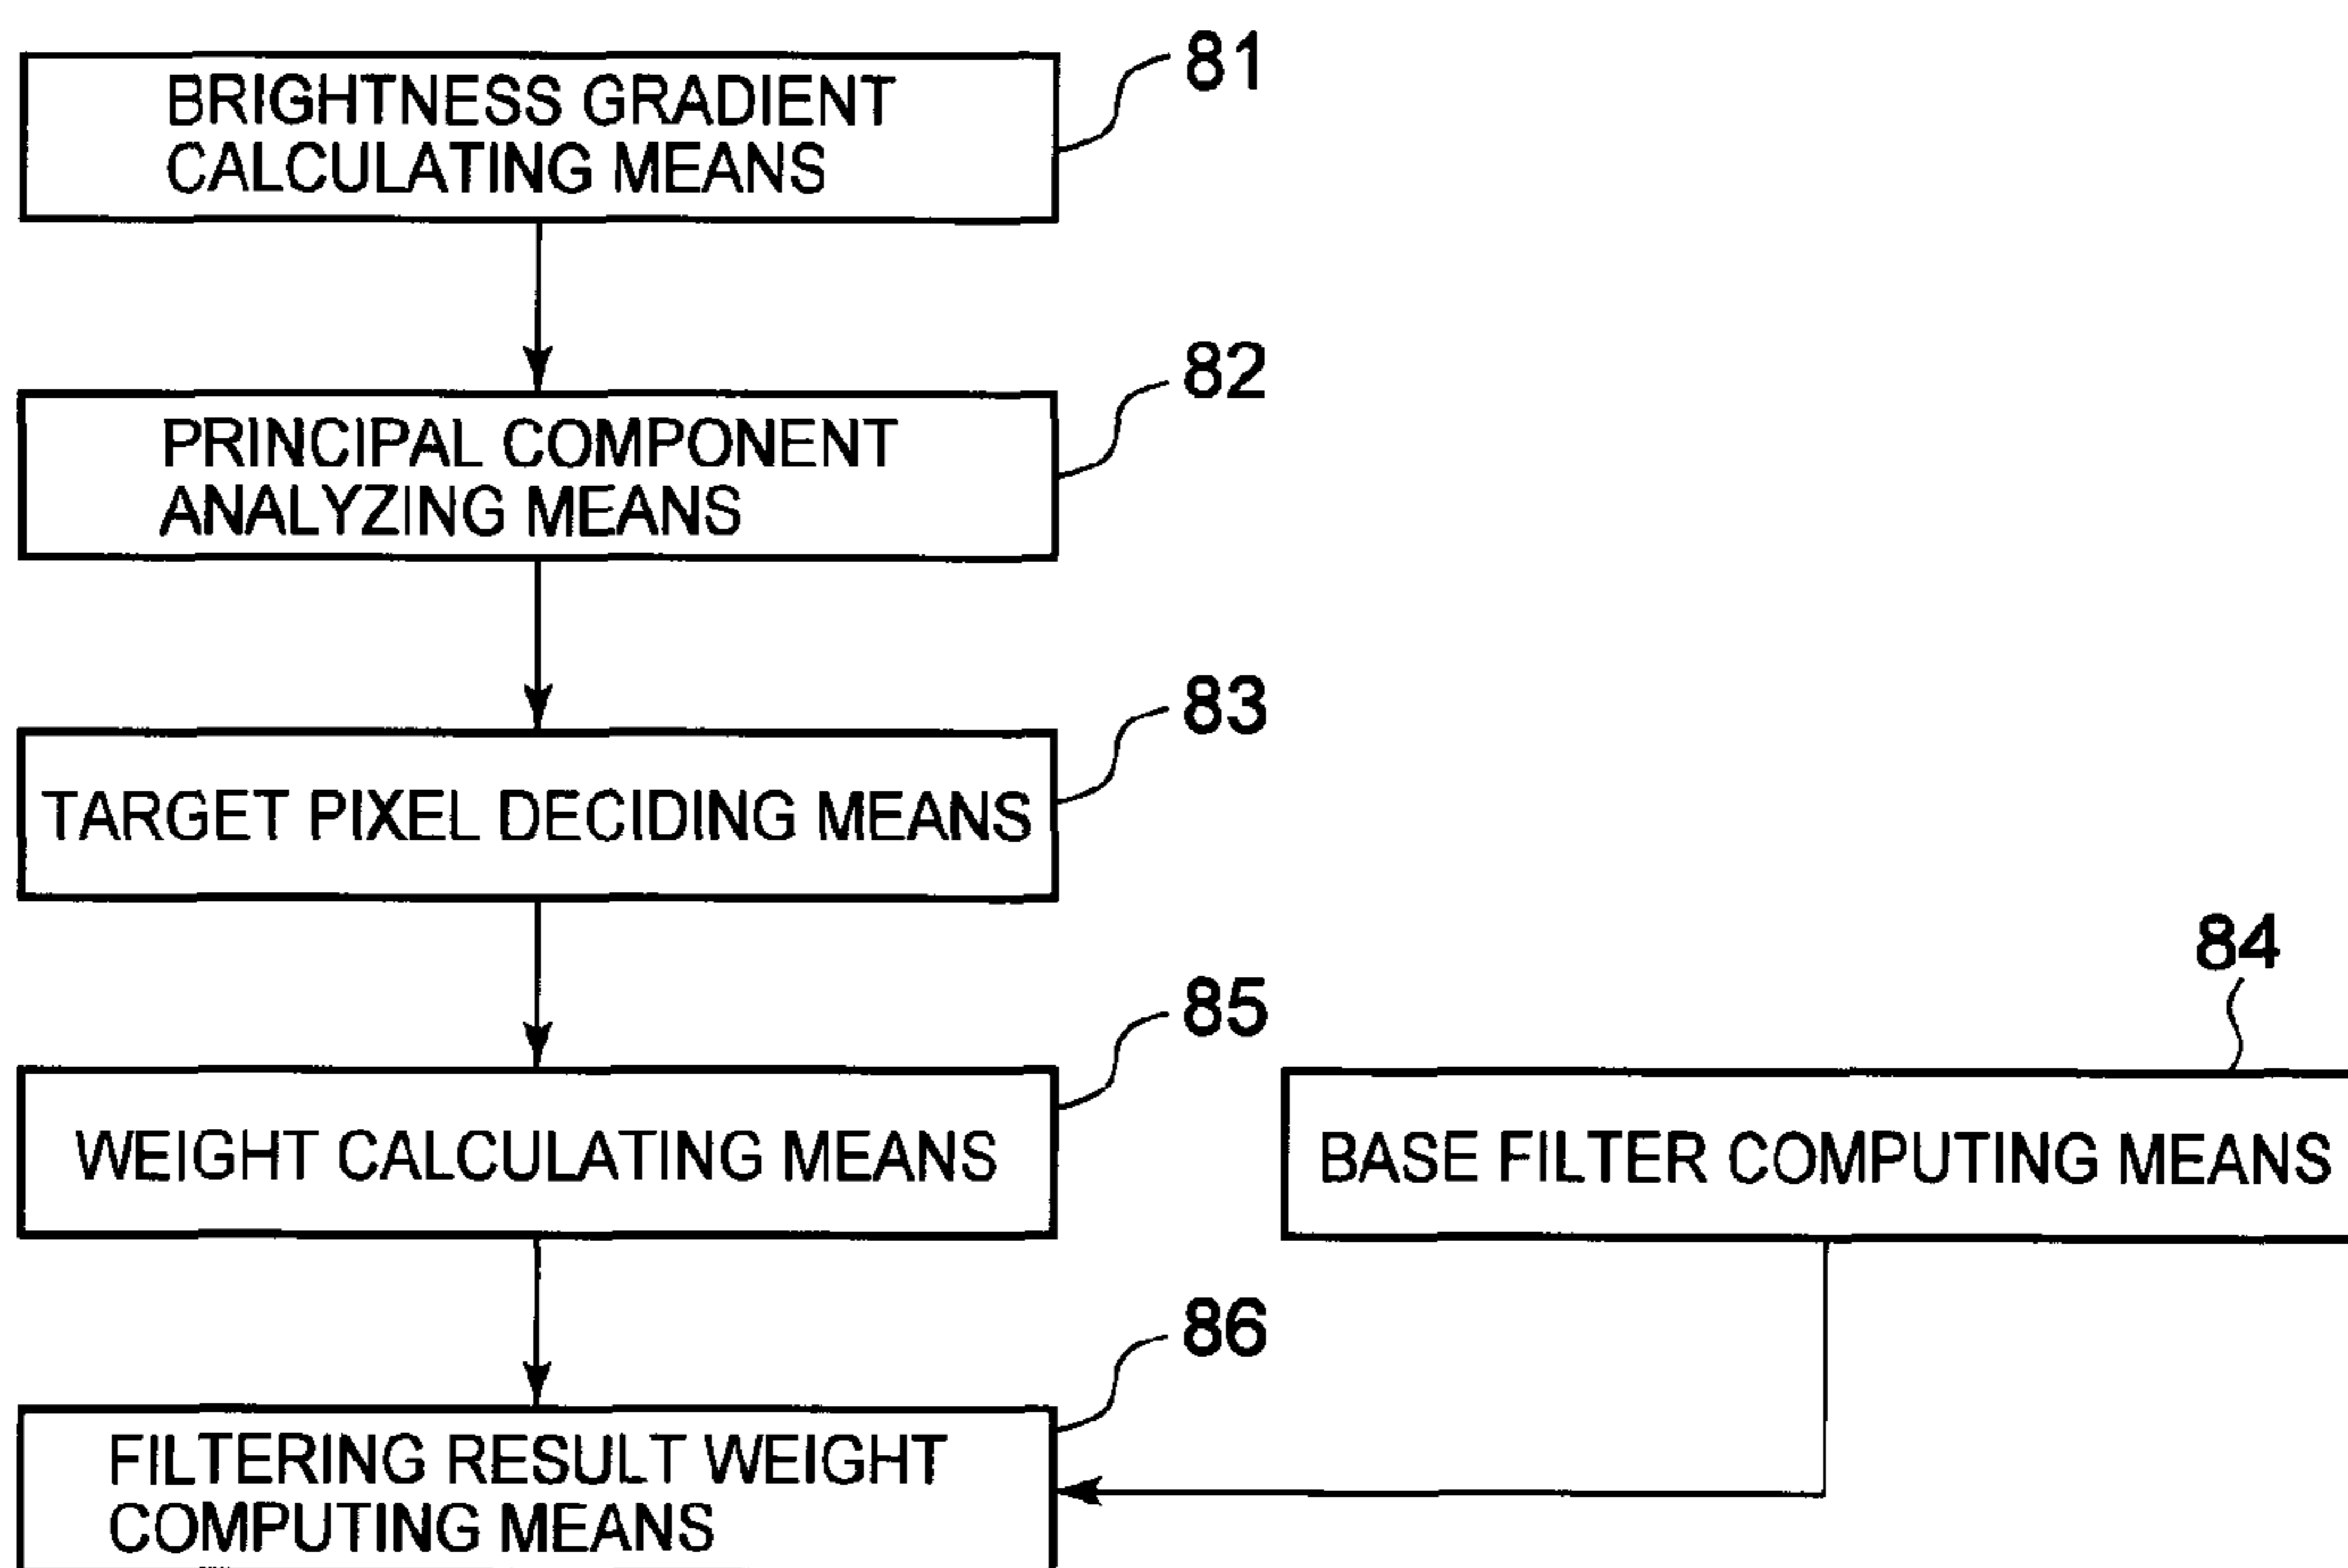 81
BRIGHTNESS GRADIENT
CALCULATING MEANS
82
PRINCIPAL COMPONENT
ANALYZING MEANS
83
TARGET PIXEL DECIDING MEANS
84
85
WEIGHT CALCULATING MEANS
BASE FILTER COMPUTING MEANS
86
FILTERING RESULT WEIGHT
COMPUTING MEANS